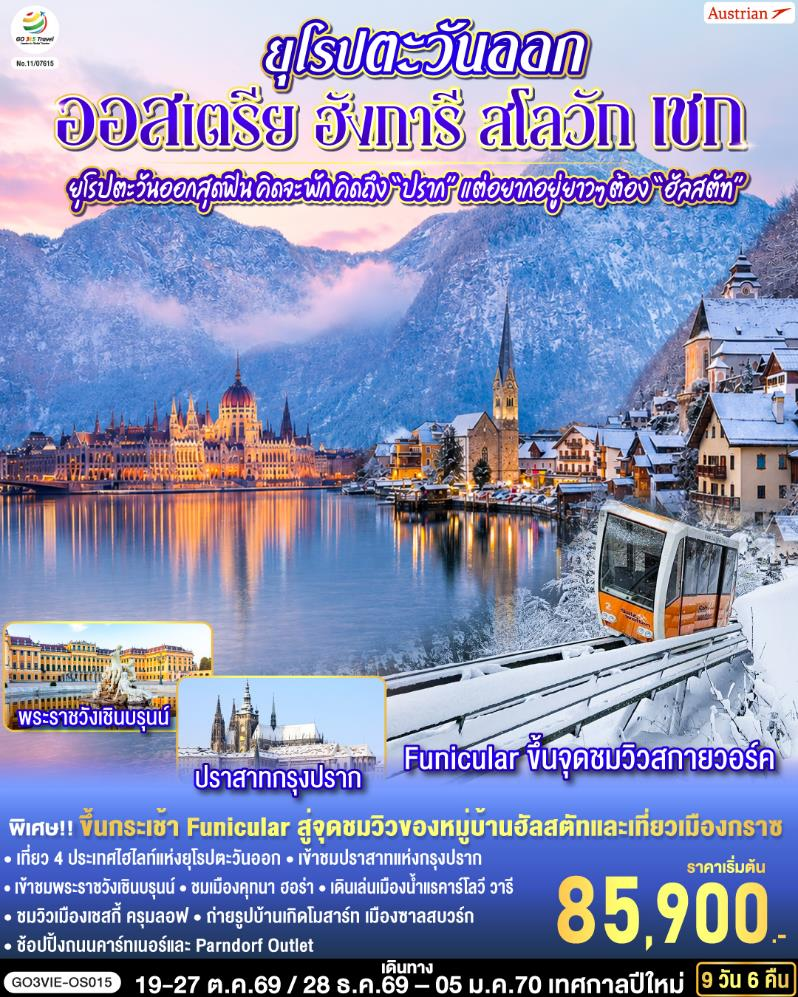 GO 365 Travel
No.11/07615
Austrian
ยุโรปตะวันออก
ออสเตรีย ฮังการี สโลวัก เชก
ยุโรปตะวันออกสุดฟิน คิดจะพัก คิดถึง “ปราก” แต่อยากอยู่ยาวๆ ต้อง “ฮัลสตัท”
พระราชวังเชินบรุนน์
ปราสาทกรุงปราก
Funicular ขึ้นจุดชมวิวสกายวอร์ค
พิเศษ!! ขึ้นกระเช้า Funicular สู่จุดชมวิวของหมู่บ้านฮัลสตัทและเที่ยวเมืองกราซ
• เที่ยว 4 ประเทศไฮไลท์แห่งยุโรปตะวันออก • เข้าชมปราสาทแห่งกรุงปราก
• เข้าชมพระราชวังเชินบรุนน์ • ชมเมืองคุทนา ฮอร่า • เดินเล่นเมืองน้ำแร่คาร์โลวี วารี
• ชมวิวเมืองเชสกี้ ครุมลอฟ • ถ่ายรูปบ้านเกิดโมสาร์ท เมืองซาลสบวร์ก
• ช้อปปิ้งถนนคาร์ทเนอร์และ Parndorf Outlet
ราคาเริ่มต้น
85,900.-
เดินทาง
GO3VIE-OS015 19-27 ต.ค.69 / 28 ธ.ค.69 – 05 ม.ค.70 เทศกาลปีใหม่ 9 วัน 6 คืน